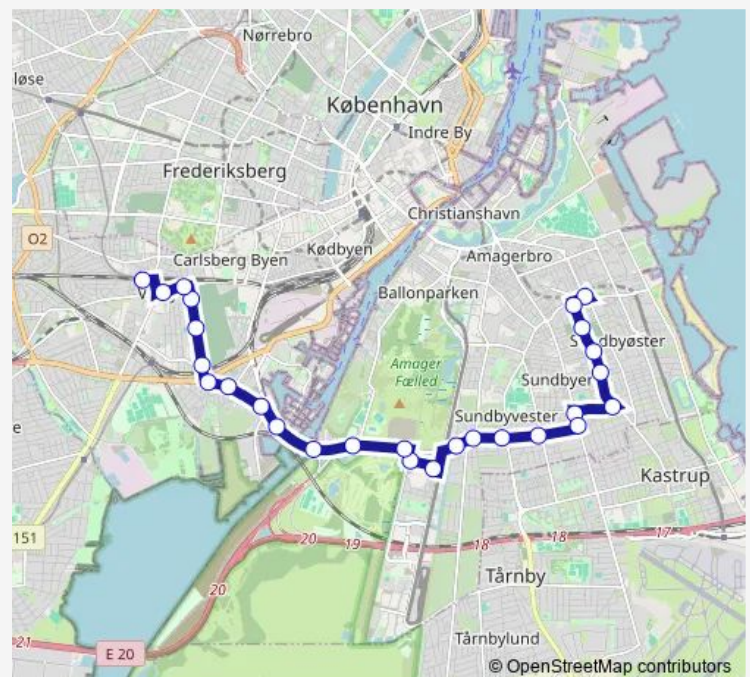 Nørrebro
løse
København
Indre By
Frederiksberg
Christianshavn
O2
Kødbyen
Carlsberg Byen
Amagerbro
Ballonparken
V
dbyøster
Amager
Fælled
Sundbyer
Sundbyvester
e
Kastrup
151
17
18
18
20
19
Tårnby
20
21
E 20
Tårnbylund
© OpenStreetMap contributors